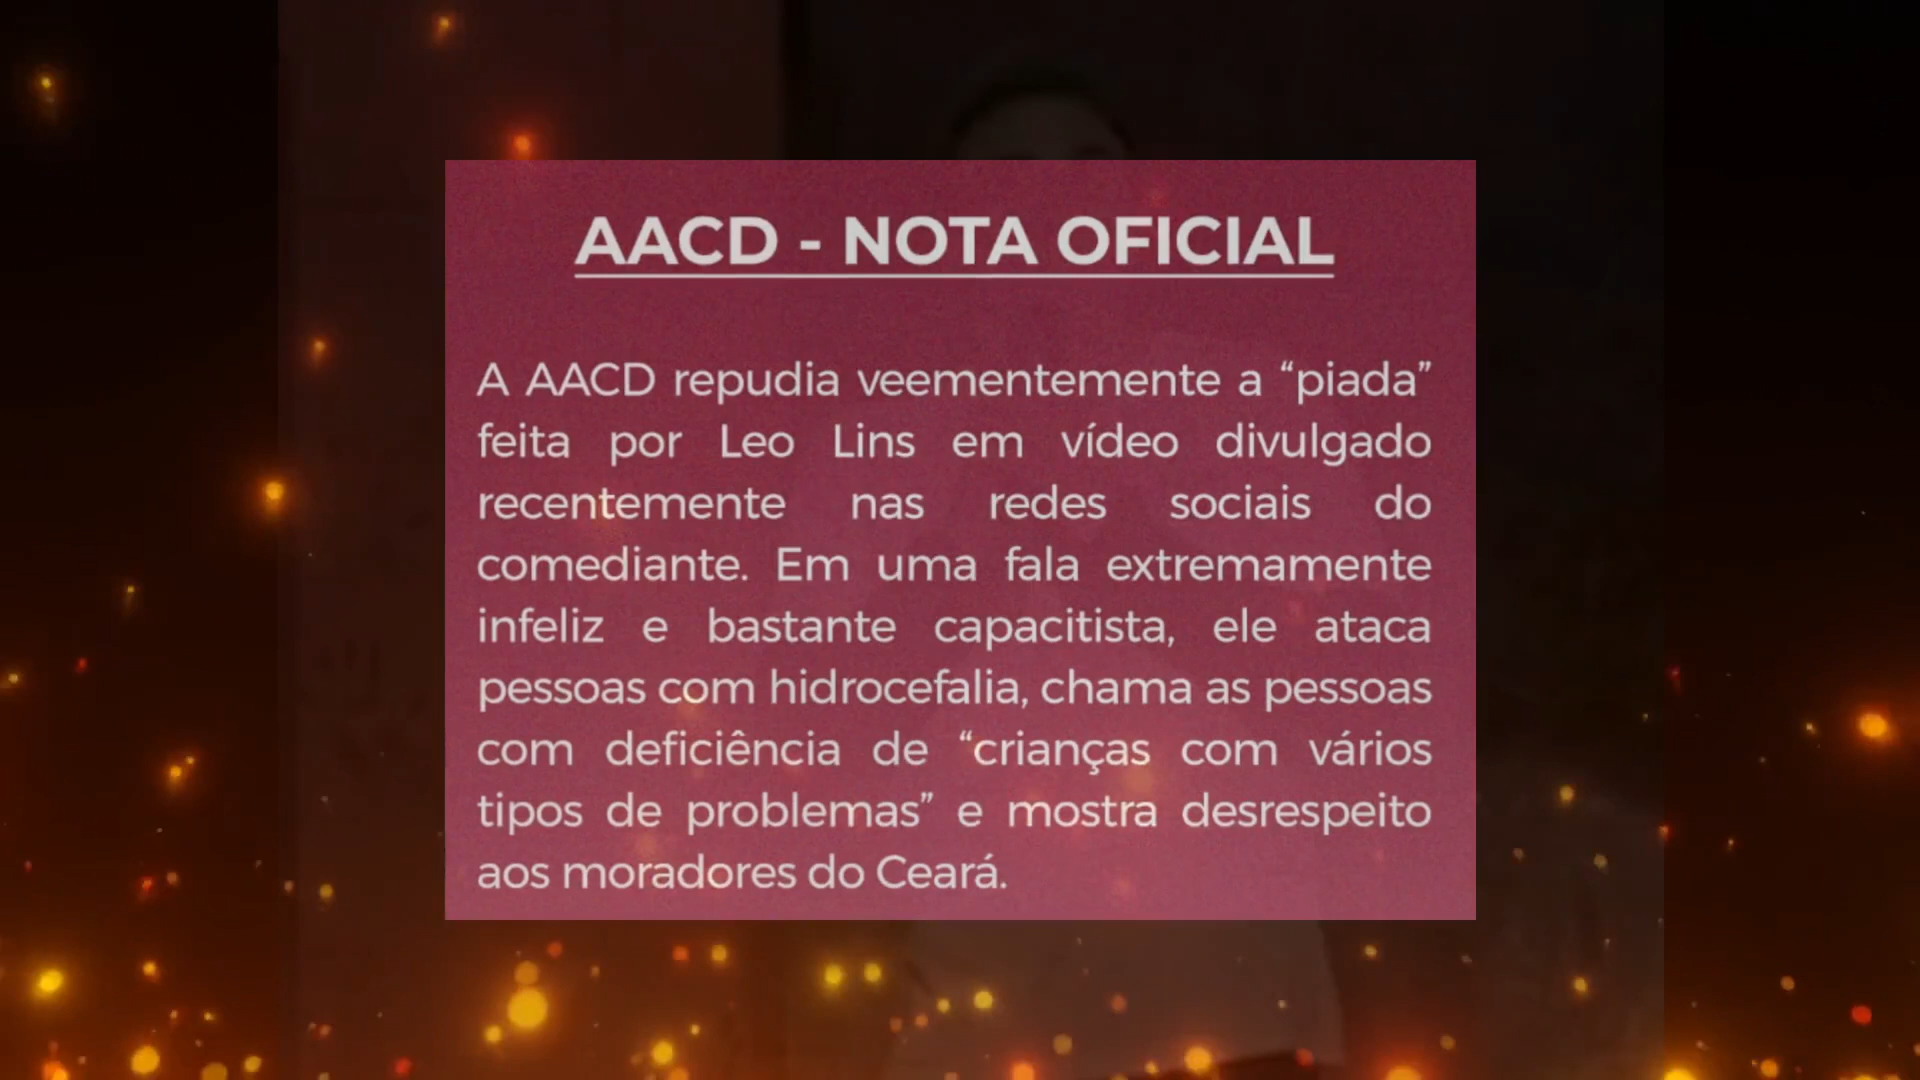 AACD - NOTA OFICIAL
A AACD repudia veementemente a “piada”
feita por Leo Lins em vídeo divulgado
recentemente nas redes sociais do
comediante. Em uma fala extremamente
infeliz e bastante capacitista, ele ataca
pessoas com hidrocefalia, chama as pessoas
com deficiência de “crianças com vários
tipos de problemas” e mostra desrespeito
aos moradores do Ceará.